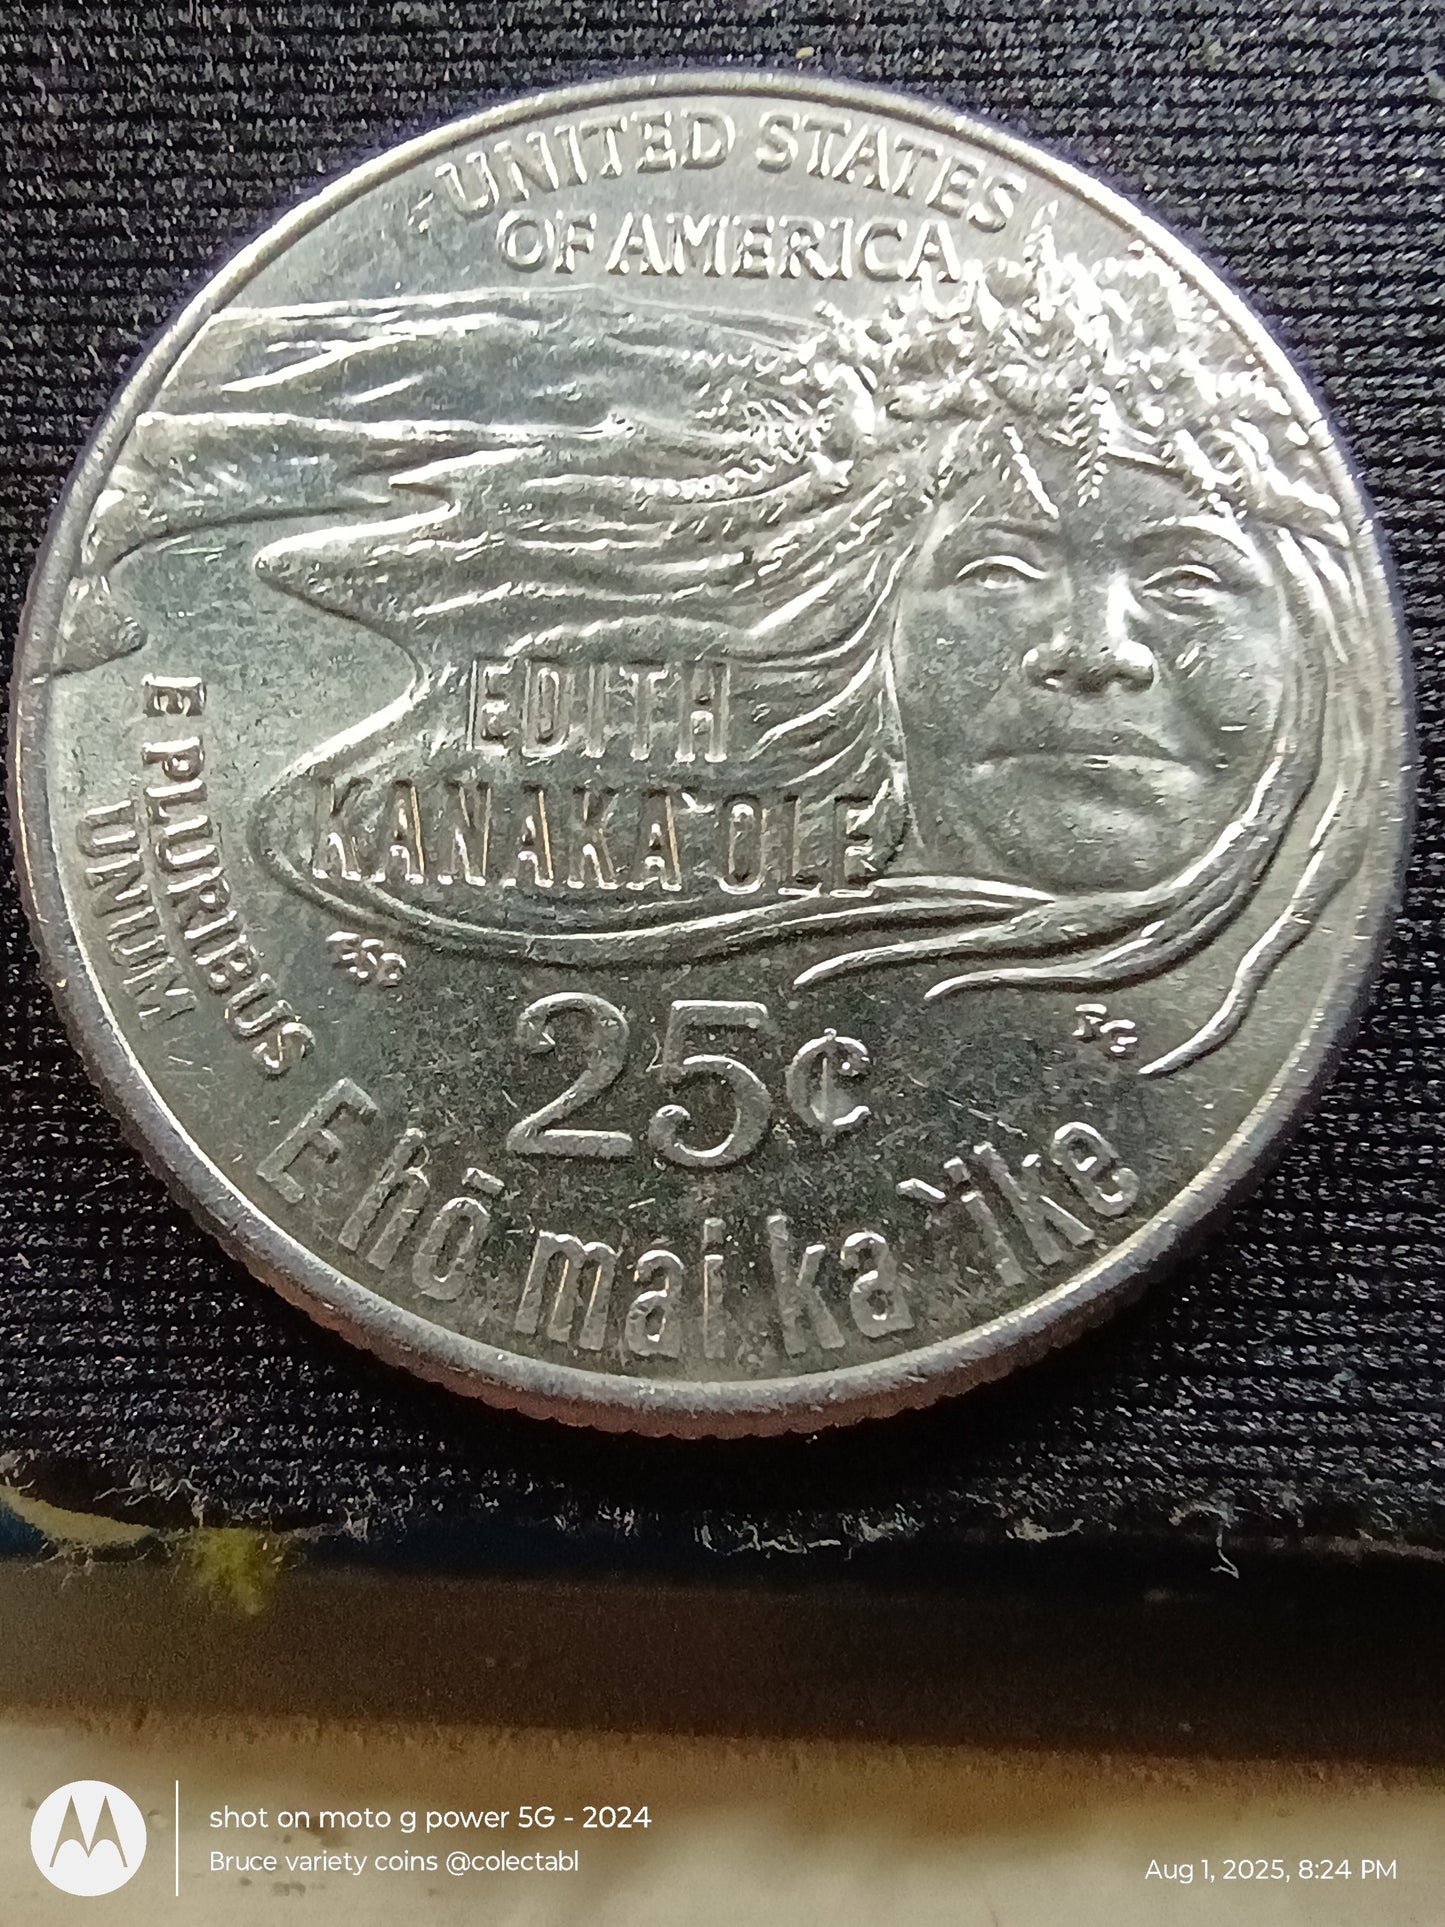 UNITED STATES
OF AMERICA
EDITH
KANAKAʻOLE
E PLURIBUS
UNUM
25¢
E hō mai ka ʻike
shot on moto g power 5G - 2024
Bruce variety coins @colectabl
Aug 1, 2025, 8:24 PM